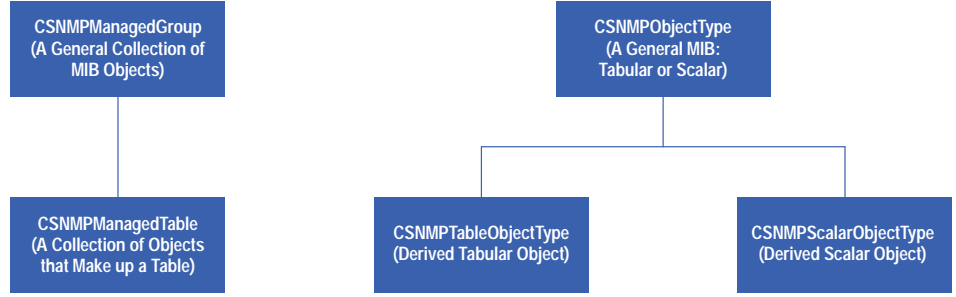 CSNMPManagedGroup
(A General Collection of
MIB Objects)
CSNMPObjectType
(A General MIB:
Tabular or Scalar)
CSNMPManagedTable
(A Collection of Objects
that Make up a Table)
CSNMPTableObjectType
(Derived Tabular Object)
CSNMPScalarObjectType
(Derived Scalar Object)